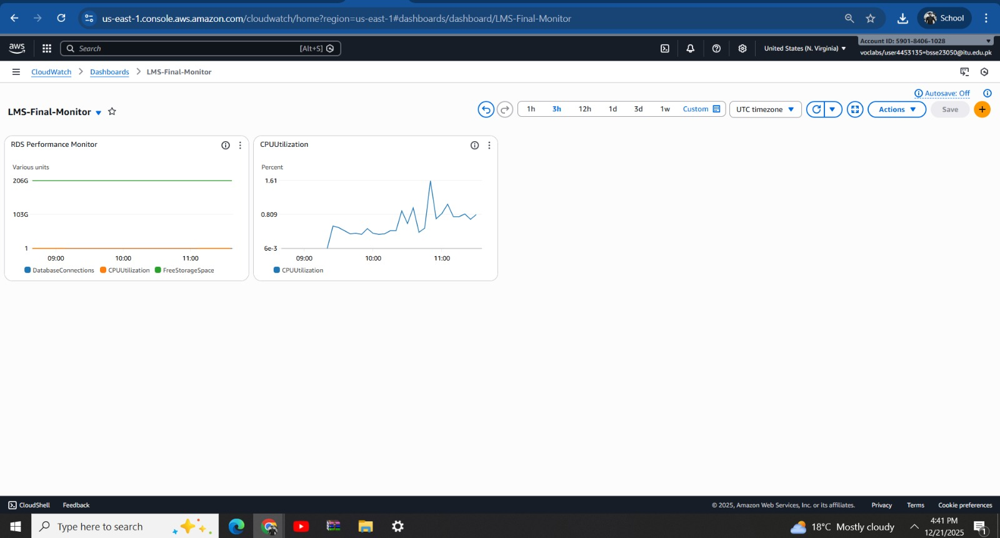 us-east-1.console.aws.amazon.com/cloudwatch/home?region=us-east-1#dashboards/dashboard/LMS-Final-Monitor
School
aws
Search
[Alt+S]
United States (N. Virginia)
Account ID: 5901-8406-1028
voclabs/user4453135=bsse23050@itu.edu.pk
CloudWatch
Dashboards
LMS-Final-Monitor
Autosave: Off
LMS-Final-Monitor
1h 3h 12h 1d 3d 1w Custom
UTC timezone
Actions
Save
RDS Performance Monitor
Various units
206G
103G
1
09:00 10:00 11:00
DatabaseConnections CPUUtilization FreeStorageSpace
CPUUtilization
Percent
1.61
0.809
6e-3
09:00 10:00 11:00
CPUUtilization
CloudShell
Feedback
© 2025, Amazon Web Services, Inc. or its affiliates.
Privacy
Terms
Cookie preferences
Type here to search
18°C Mostly cloudy
4:41 PM
12/21/2025
1